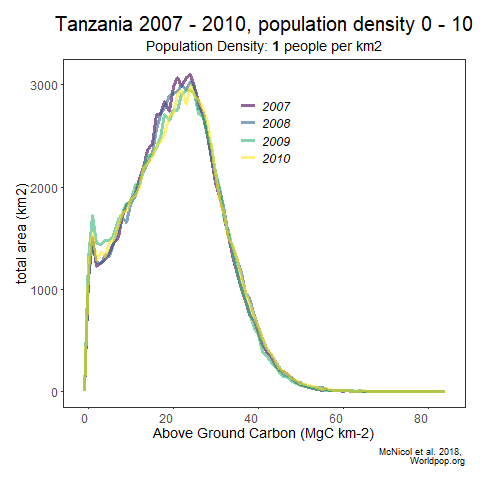 Tanzania 2007 - 2010, population density 0 - 10
Population Density: 1 people per km2
total area (km2)
3000
2000
1000
0
2007
2008
2009
2010
0 20 40 60 80
Above Ground Carbon (MgC km-2)
McNicol et al. 2018,
Worldpop.org